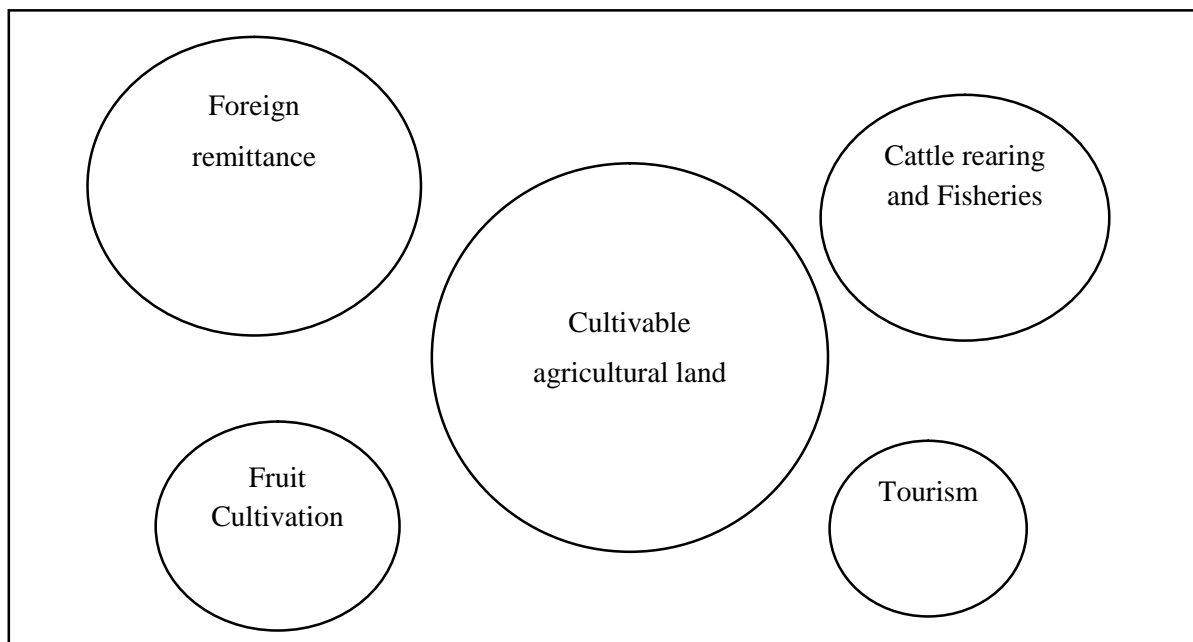 Foreign
remittance
Cattle rearing
and Fisheries
Cultivable
agricultural land
Fruit
Cultivation
Tourism